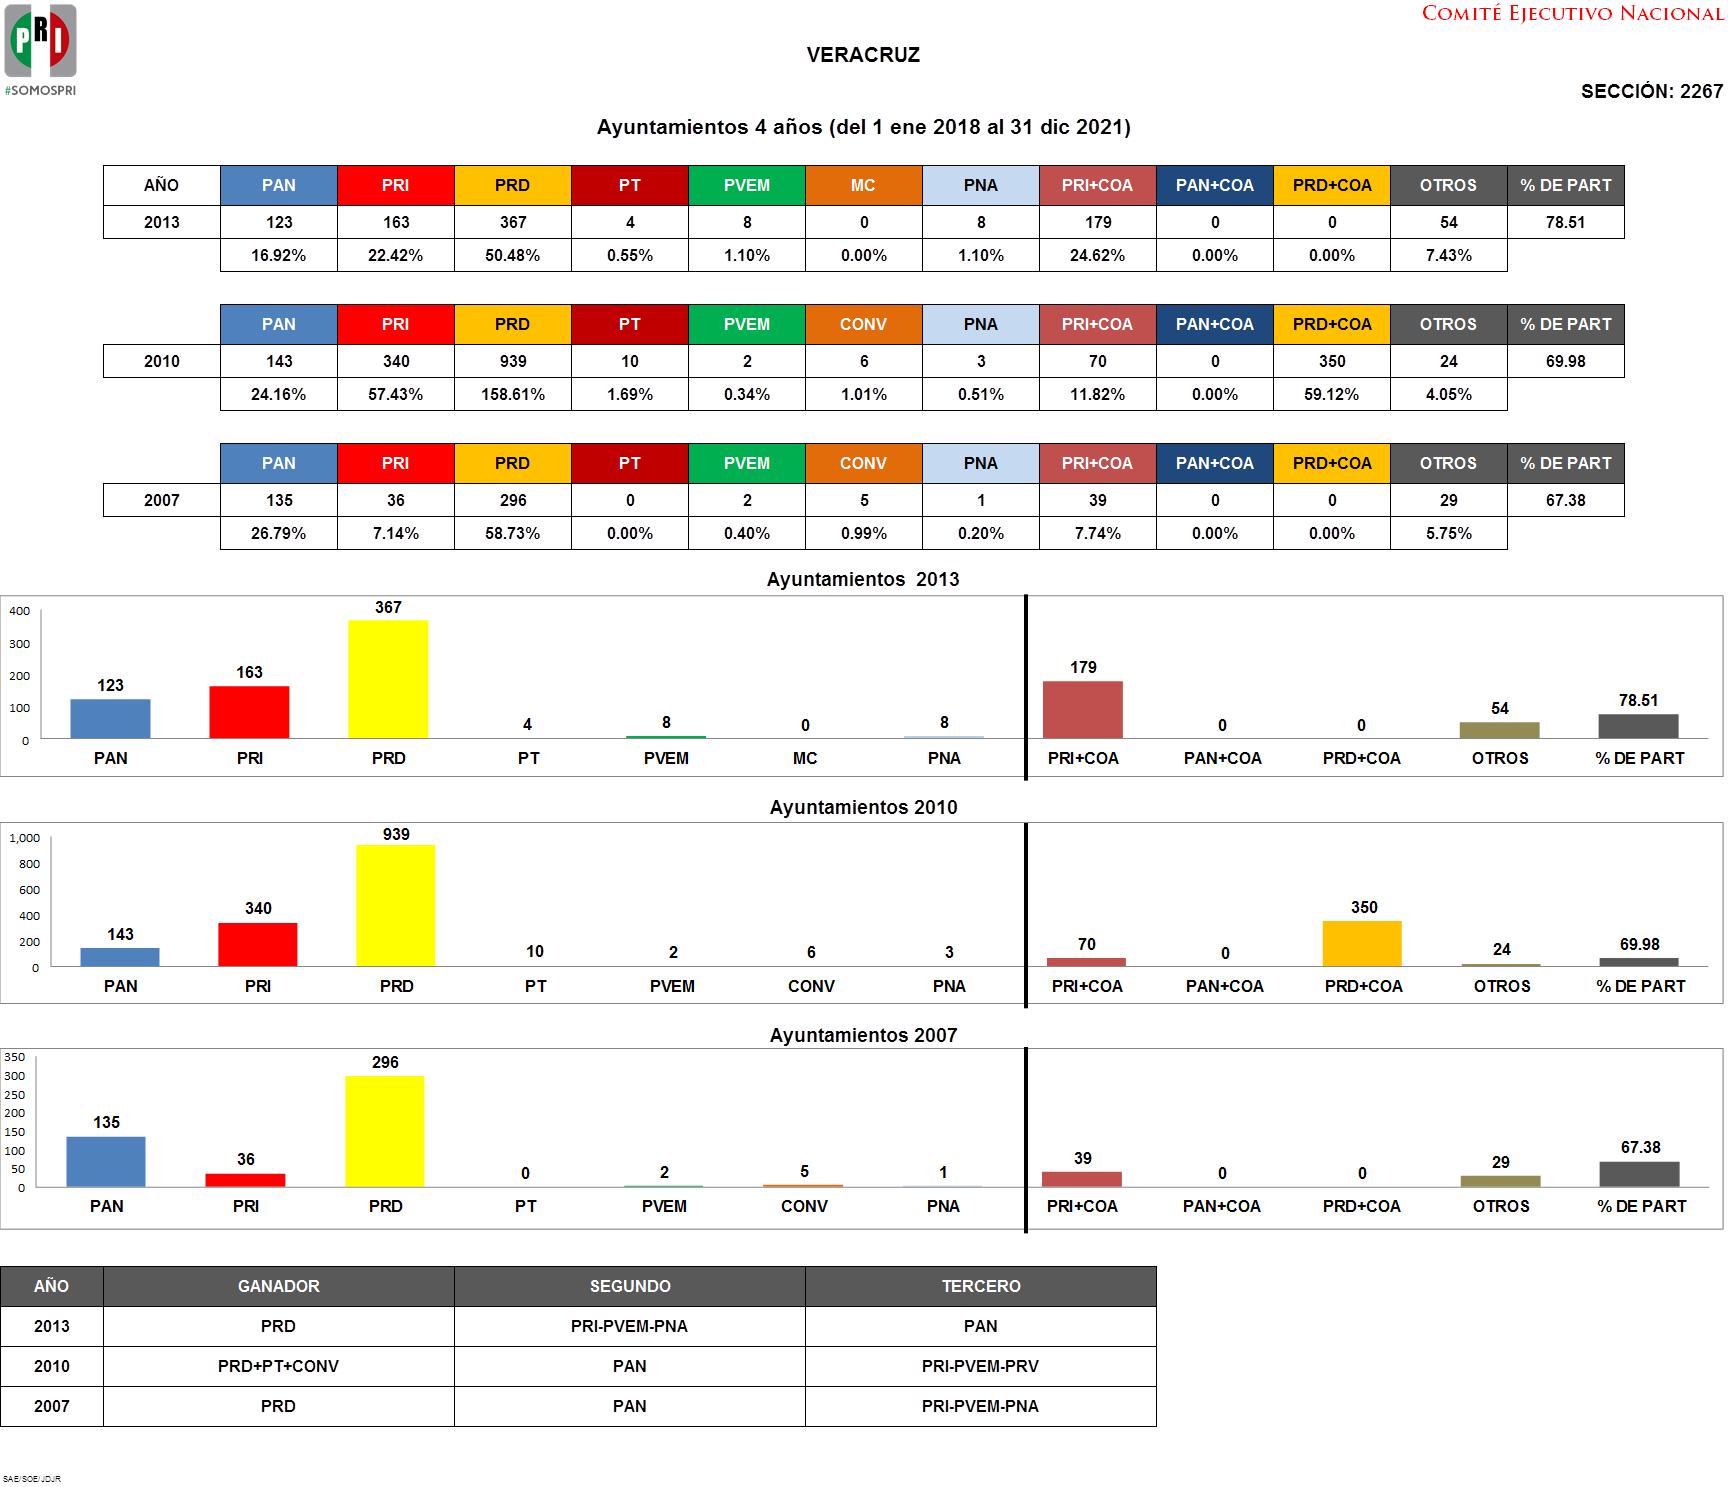 PRI
#SOMOSPRI
COMITÉ EJECUTIVO NACIONAL
VERACRUZ
SECCIÓN: 2267
Ayuntamientos 4 años (del 1 ene 2018 al 31 dic 2021)
AÑO PAN PRI PRD PT PVEM MC PNA PRI+COA PAN+COA PRD+COA OTROS % DE PART
2013 123 163 367 4 8 0 8 179 0 0 54 78.51
16.92% 22.42% 50.48% 0.55% 1.10% 0.00% 1.10% 24.62% 0.00% 0.00% 7.43%
PAN PRI PRD PT PVEM CONV PNA PRI+COA PAN+COA PRD+COA OTROS % DE PART
2010 143 340 939 10 2 6 3 70 0 350 24 69.98
24.16% 57.43% 158.61% 1.69% 0.34% 1.01% 0.51% 11.82% 0.00% 59.12% 4.05%
PAN PRI PRD PT PVEM CONV PNA PRI+COA PAN+COA PRD+COA OTROS % DE PART
2007 135 36 296 0 2 5 1 39 0 0 29 67.38
26.79% 7.14% 58.73% 0.00% 0.40% 0.99% 0.20% 7.74% 0.00% 0.00% 5.75%
Ayuntamientos 2013
400
300
200
100
0
123 163 367 4 8 0 8 179 0 0 54 78.51
PAN PRI PRD PT PVEM MC PNA PRI+COA PAN+COA PRD+COA OTROS % DE PART
Ayuntamientos 2010
1,000
800
600
400
200
0
143 340 939 10 2 6 3 70 0 350 24 69.98
PAN PRI PRD PT PVEM CONV PNA PRI+COA PAN+COA PRD+COA OTROS % DE PART
Ayuntamientos 2007
350
300
250
200
150
100
50
0
135 36 296 0 2 5 1 39 0 0 29 67.38
PAN PRI PRD PT PVEM CONV PNA PRI+COA PAN+COA PRD+COA OTROS % DE PART
AÑO GANADOR SEGUNDO TERCERO
2013 PRD PRI-PVEM-PNA PAN
2010 PRD+PT+CONV PAN PRI-PVEM-PRV
2007 PRD PAN PRI-PVEM-PNA
SAE/SOE/JDJR